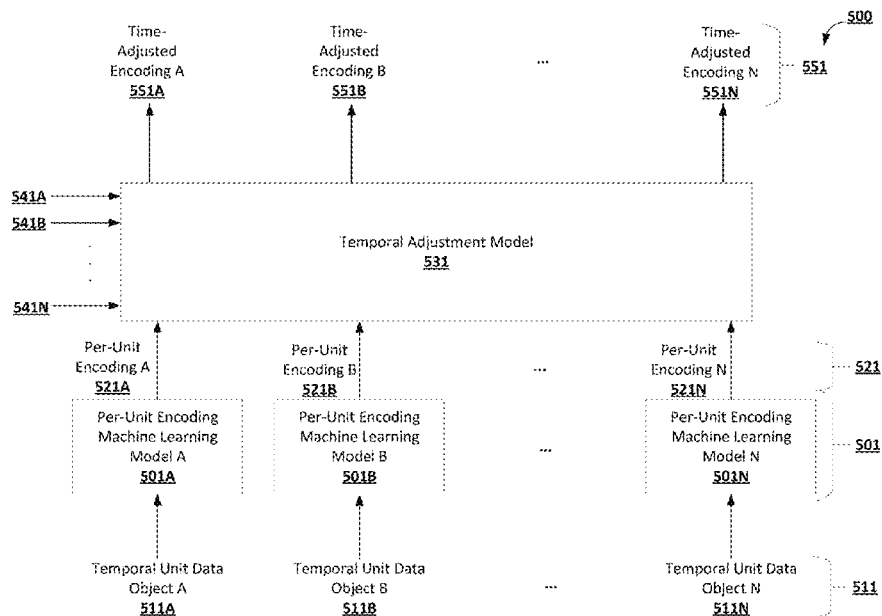 500
Time-
Adjusted
Encoding A
551A
Time-
Adjusted
Encoding B
551B
...
Time-
Adjusted
Encoding N
551N
551
541A
541B
.
.
.
541N
Temporal Adjustment Model
531
Per-Unit
Encoding A
521A
Per-Unit
Encoding B
521B
...
Per-Unit
Encoding N
521N
521
Per-Unit Encoding
Machine Learning
Model A
501A
Per-Unit Encoding
Machine Learning
Model B
501B
...
Per-Unit Encoding
Machine Learning
Model N
501N
501
Temporal Unit Data
Object A
511A
Temporal Unit Data
Object B
511B
...
Temporal Unit Data
Object N
511N
511